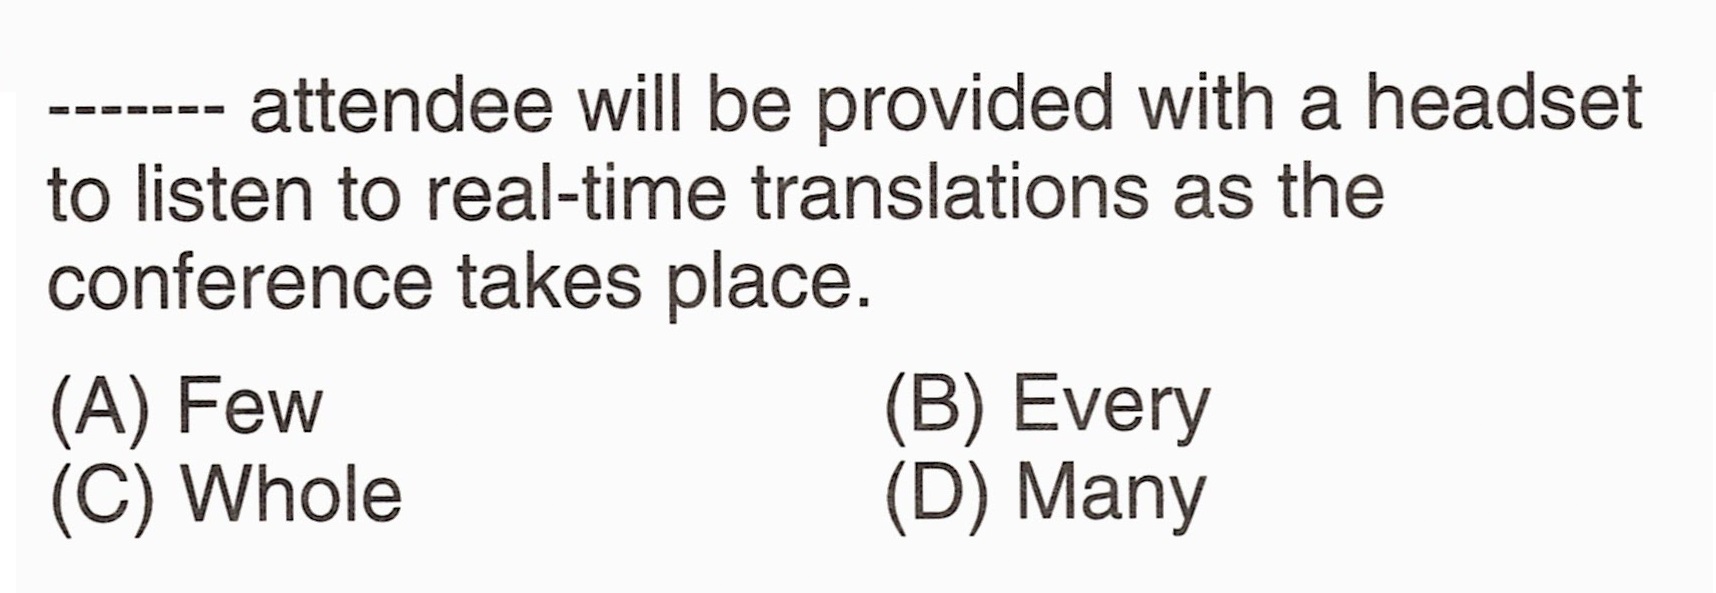 ------- attendee will be provided with a headset
to listen to real-time translations as the
conference takes place.
(A) Few
(B) Every
(C) Whole
(D) Many